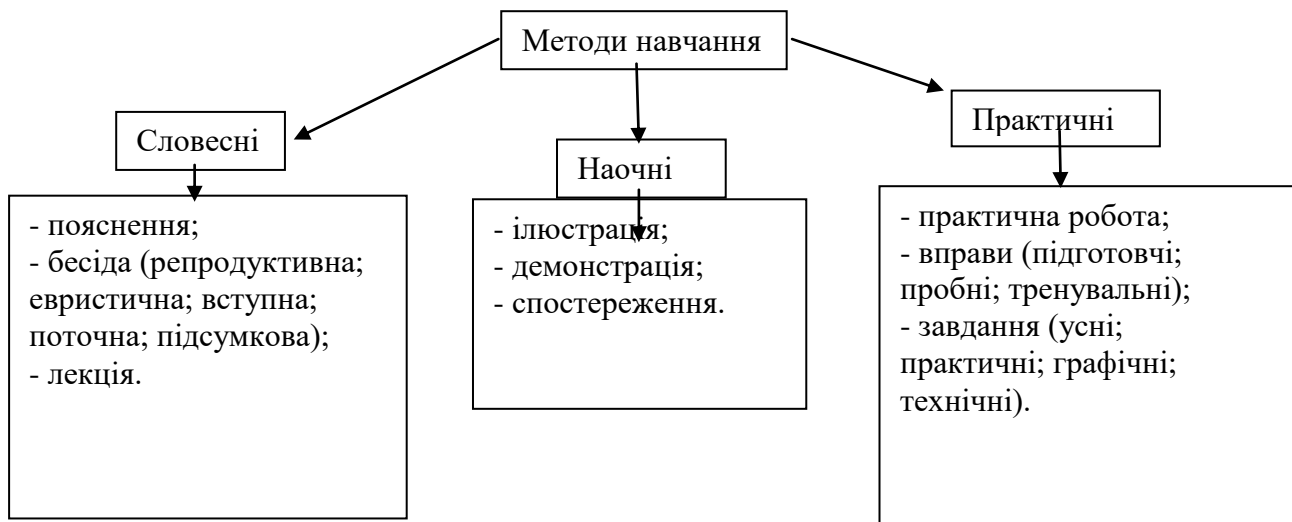 Методи навчання
Словесні
Наочні
Практичні
- пояснення;
- бесіда (репродуктивна;
евристична; вступна;
поточна; підсумкова);
- лекція.
- ілюстрація;
- демонстрація;
- спостереження.
- практична робота;
- вправи (підготовчі;
пробні; тренувальні);
- завдання (усні;
практичні; графічні;
технічні).